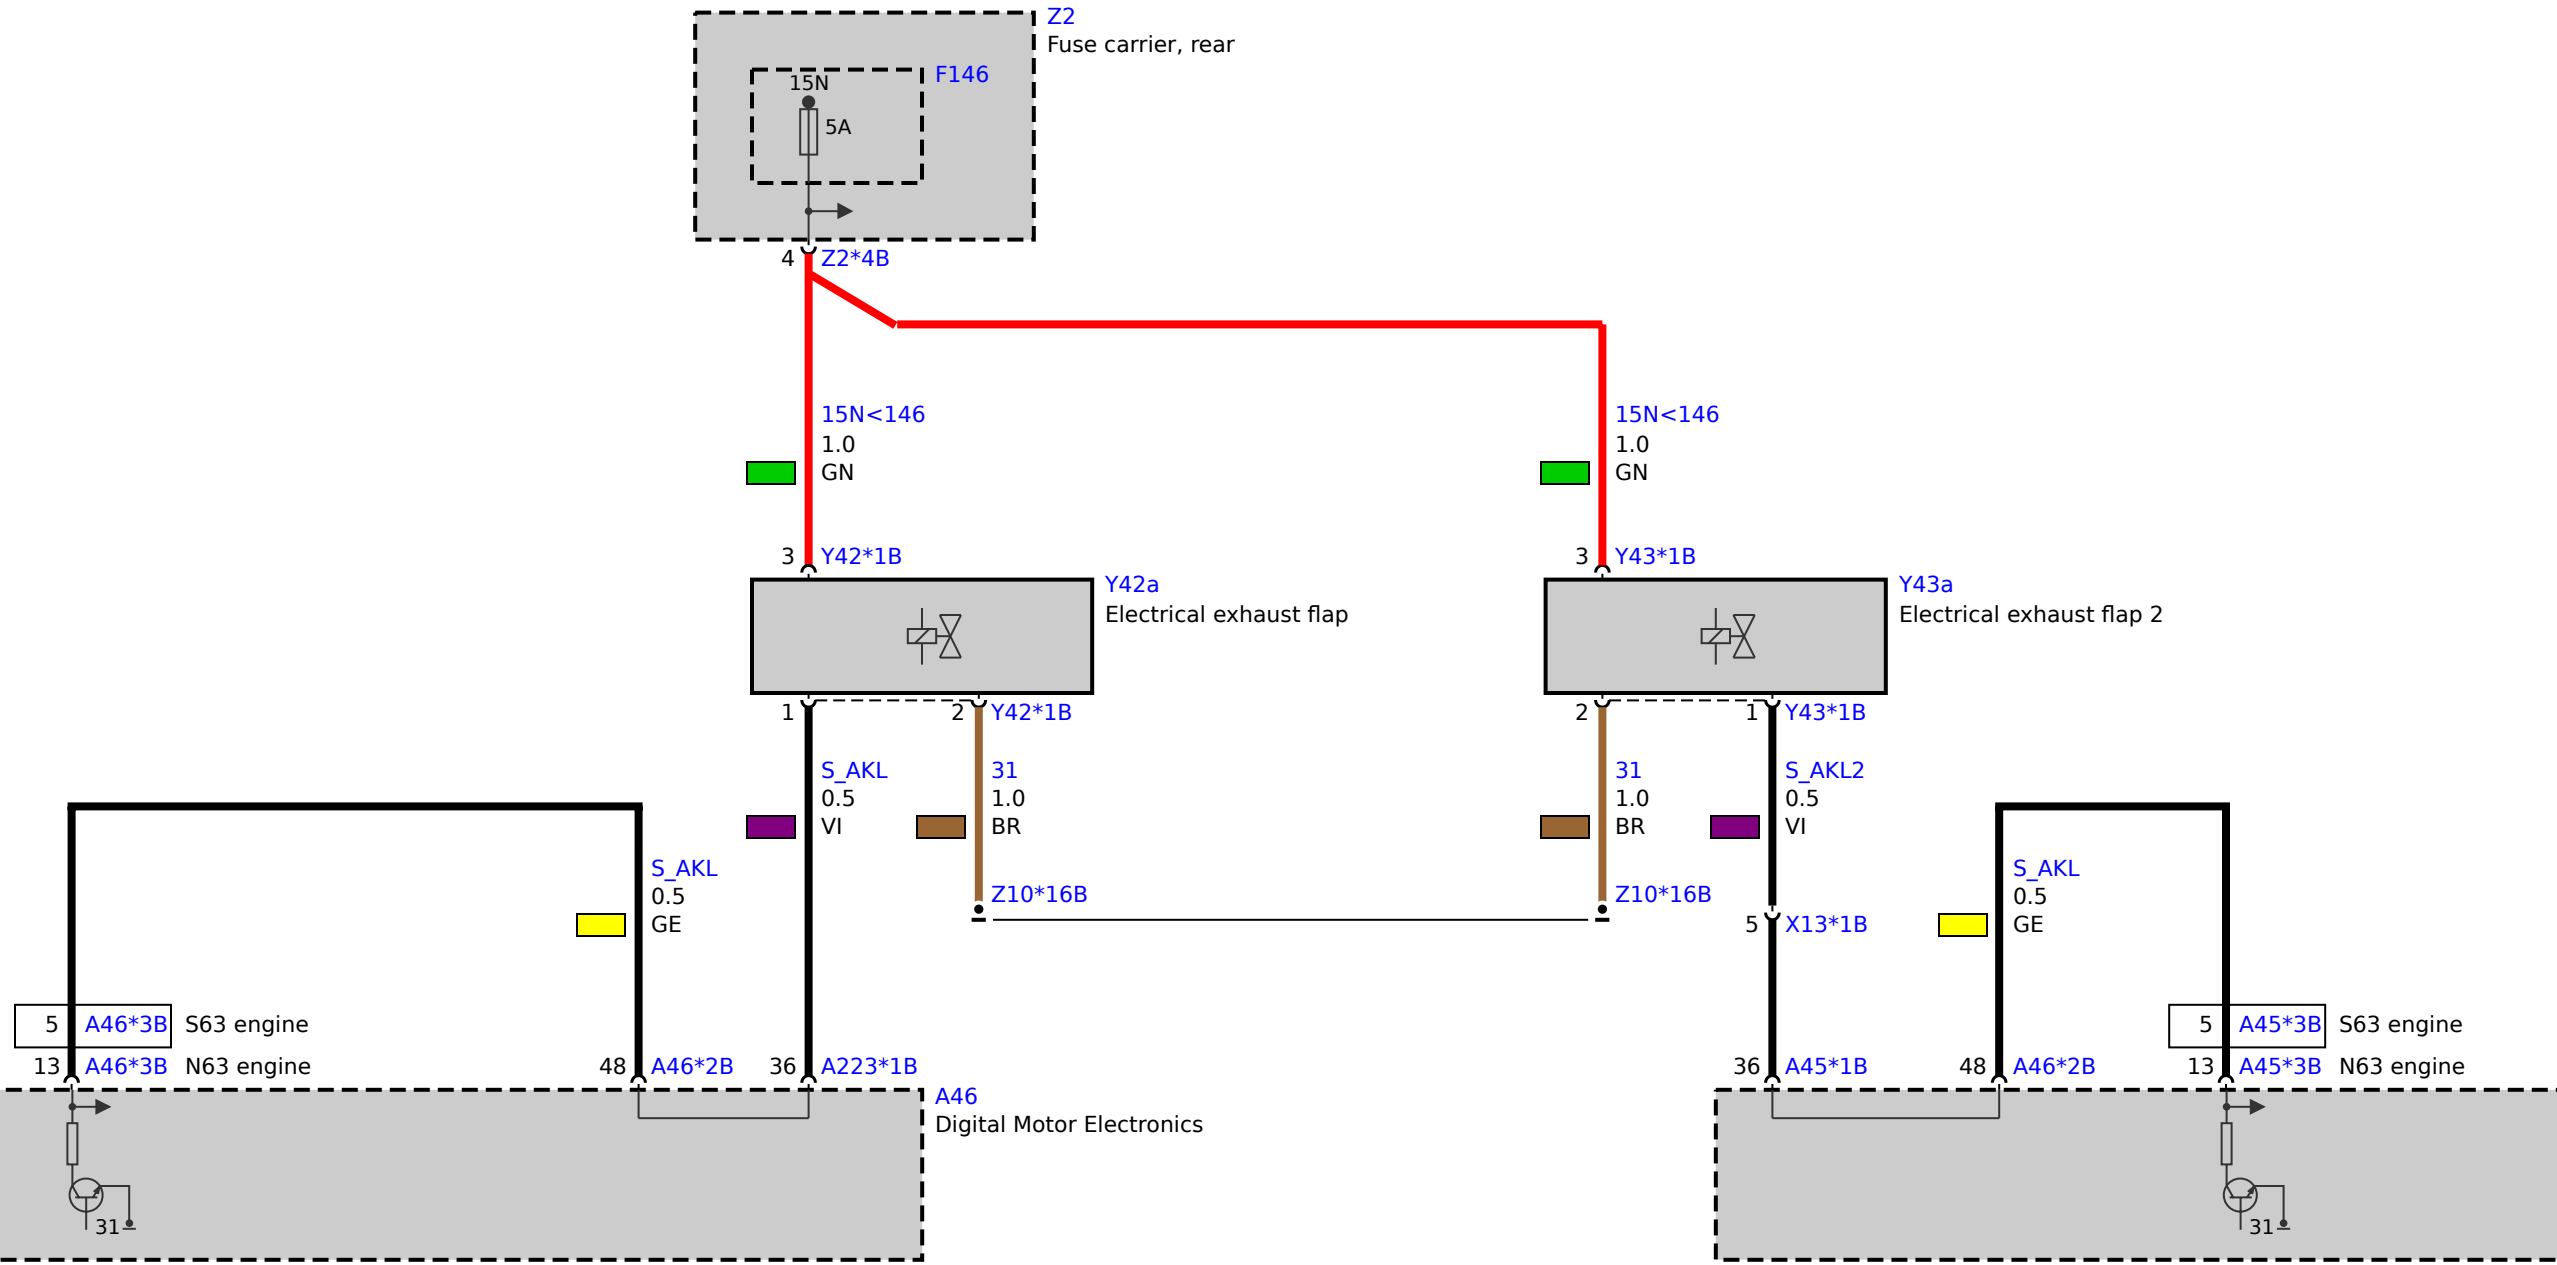 Z2
Fuse carrier, rear
F146
15N
5A
4 Z2*4B
15N<146
1.0
GN
15N<146
1.0
GN
3 Y42*1B
3 Y43*1B
Y42a
Electrical exhaust flap
Y43a
Electrical exhaust flap 2
1
2 Y42*1B
2
1 Y43*1B
S_AKL
0.5
VI
31
1.0
BR
31
1.0
BR
S_AKL2
0.5
VI
S_AKL
0.5
GE
Z10*16B
Z10*16B
5 X13*1B
S_AKL
0.5
GE
5 A46*3B S63 engine
13 A46*3B N63 engine
48 A46*2B
36 A223*1B
36 A45*1B
48 A46*2B
5 A45*3B S63 engine
13 A45*3B N63 engine
A46
Digital Motor Electronics
31
31